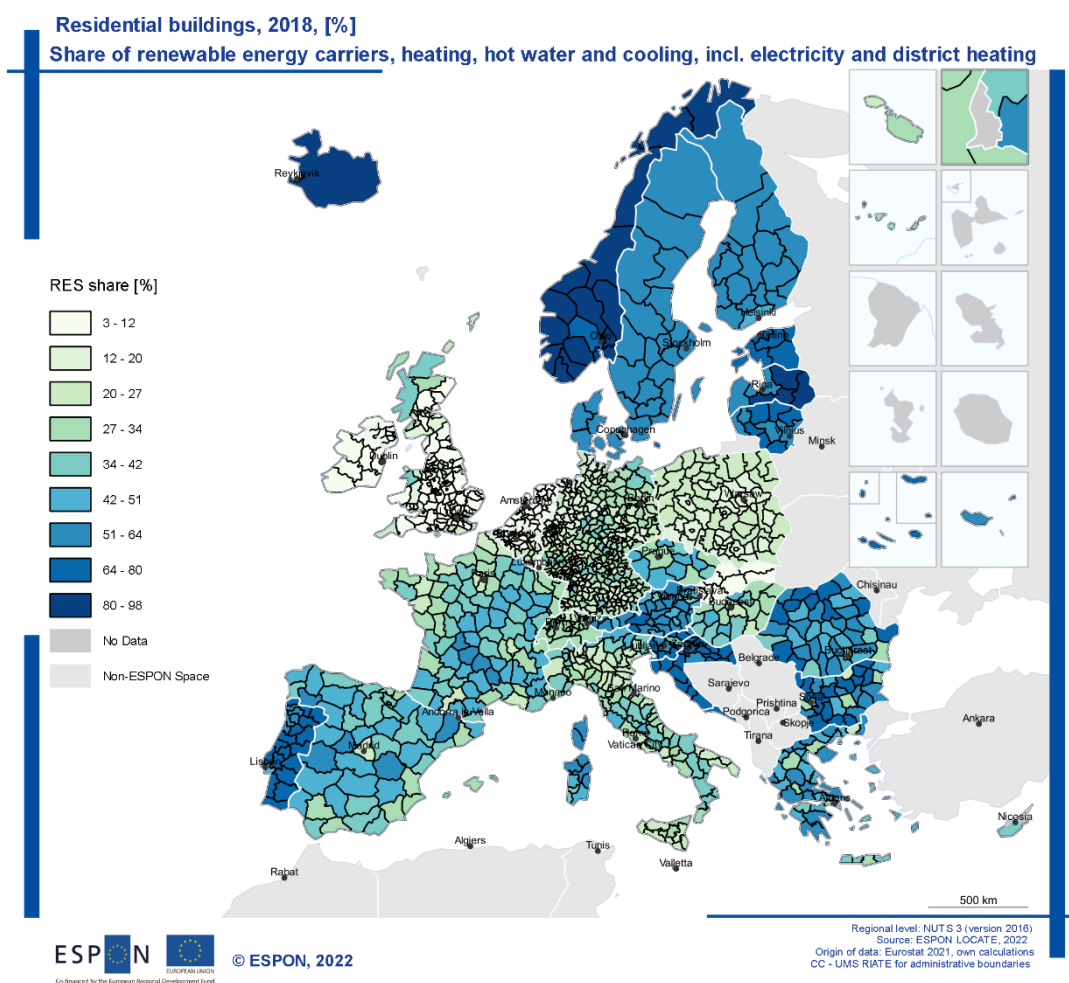 Residential buildings, 2018, [%]
Share of renewable energy carriers, heating, hot water and cooling, incl. electricity and district heating
Reykjavik
RES share [%]
3 - 12
12 - 20
20 - 27
27 - 34
34 - 42
42 - 51
51 - 64
64 - 80
80 - 98
No Data
Non-ESPON Space
Oslo
Helsinki
Stockholm
Tallinn
Riga
Copenhagen
Vilnius
Minsk
Dublin
Amsterdam
Berlin
Warsaw
Paris
Prague
Chisinau
Budapest
Bucharest
Belgrade
Monaco
San Marino
Sarajevo
Prishtina
Sofia
Podgorica
Skopje
Andorra la Vella
Rome
Vatican City
Tirana
Ankara
Madrid
Lisbon
Athens
Nicosia
Algiers
Tunis
Valletta
Rabat
500 km
Regional level: NUTS 3 (version 2016)
Source: ESPON LOCATE, 2022
Origin of data: Eurostat 2021, own calculations
CC - UMS RIATE for administrative boundaries
ESPON
EUROPEAN UNION
© ESPON, 2022
Co-financed by the European Regional Development Fund